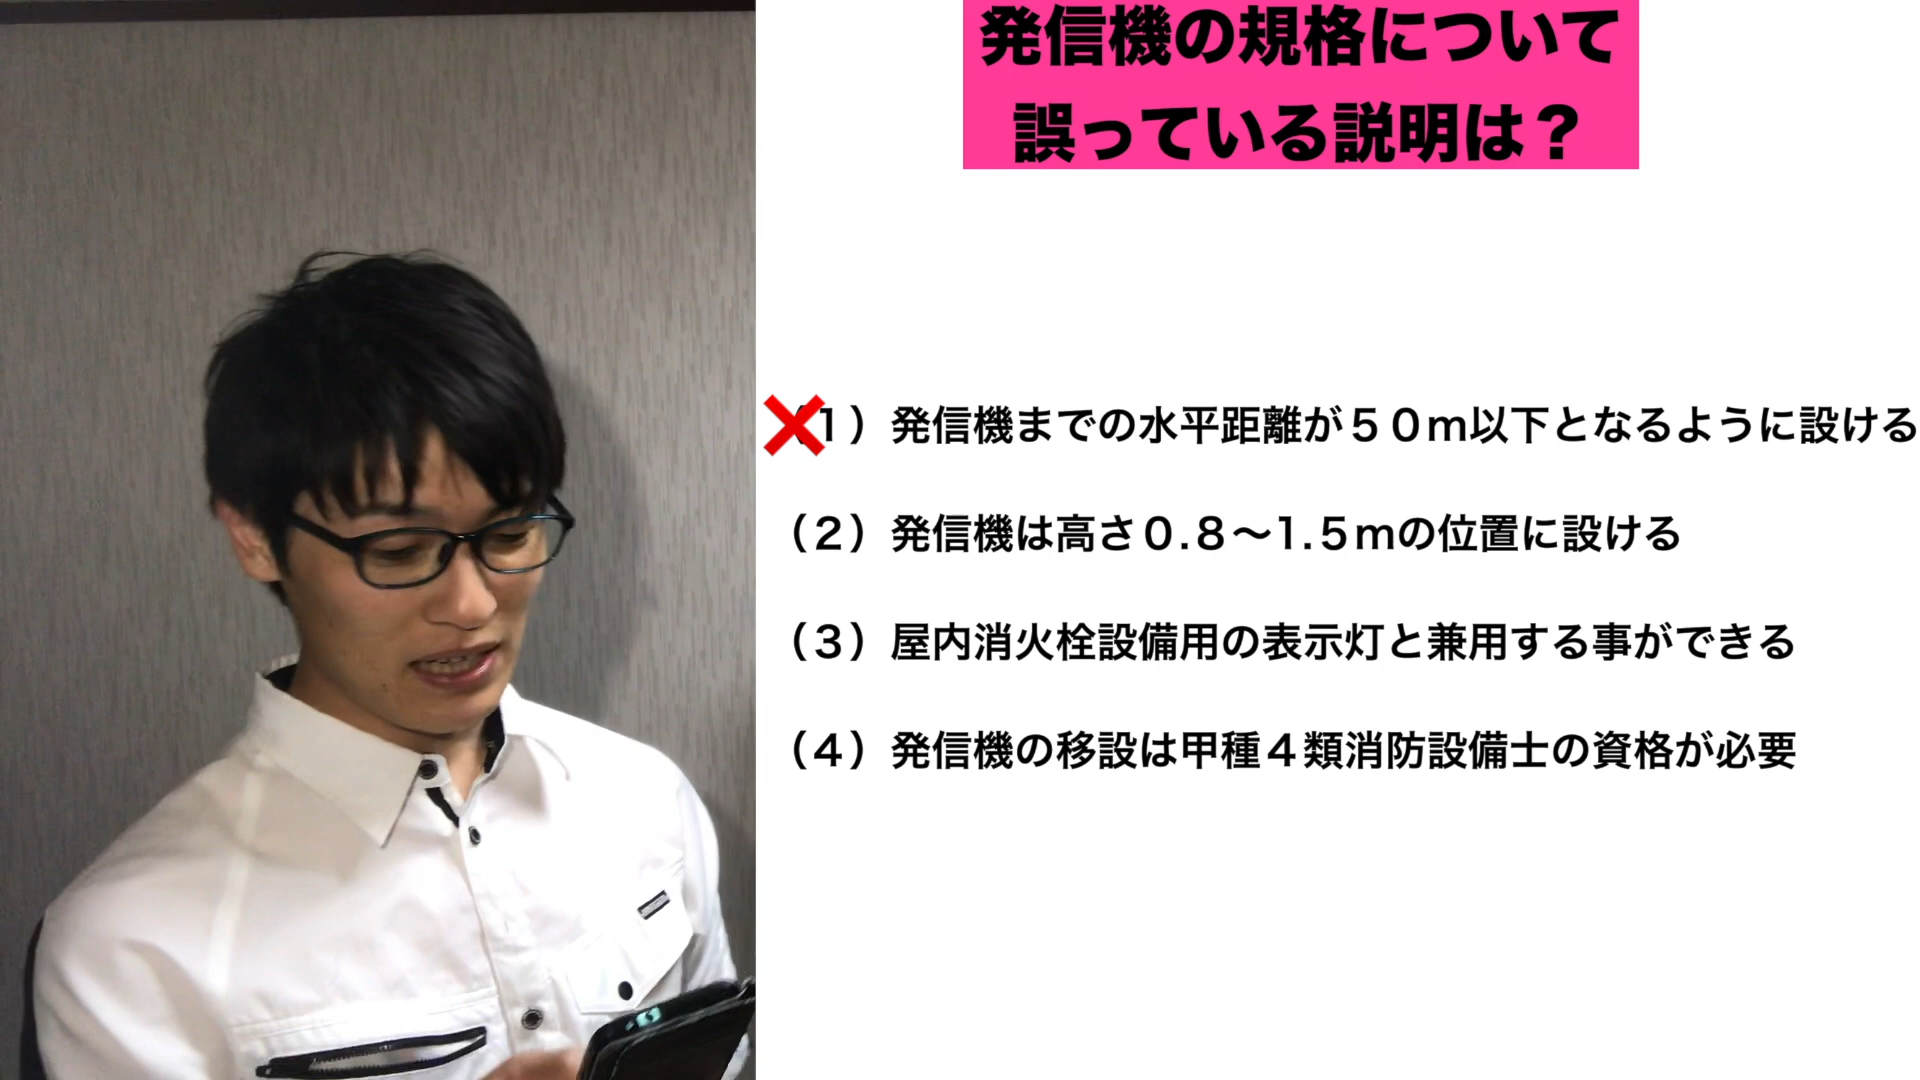 発信機の規格について
誤っている説明は？
（１）発信機までの水平距離が５０ｍ以下となるように設ける
（２）発信機は高さ０.８〜1.５ｍの位置に設ける
（３）屋内消火栓設備用の表示灯と兼用する事ができる
（４）発信機の移設は甲種４類消防設備士の資格が必要